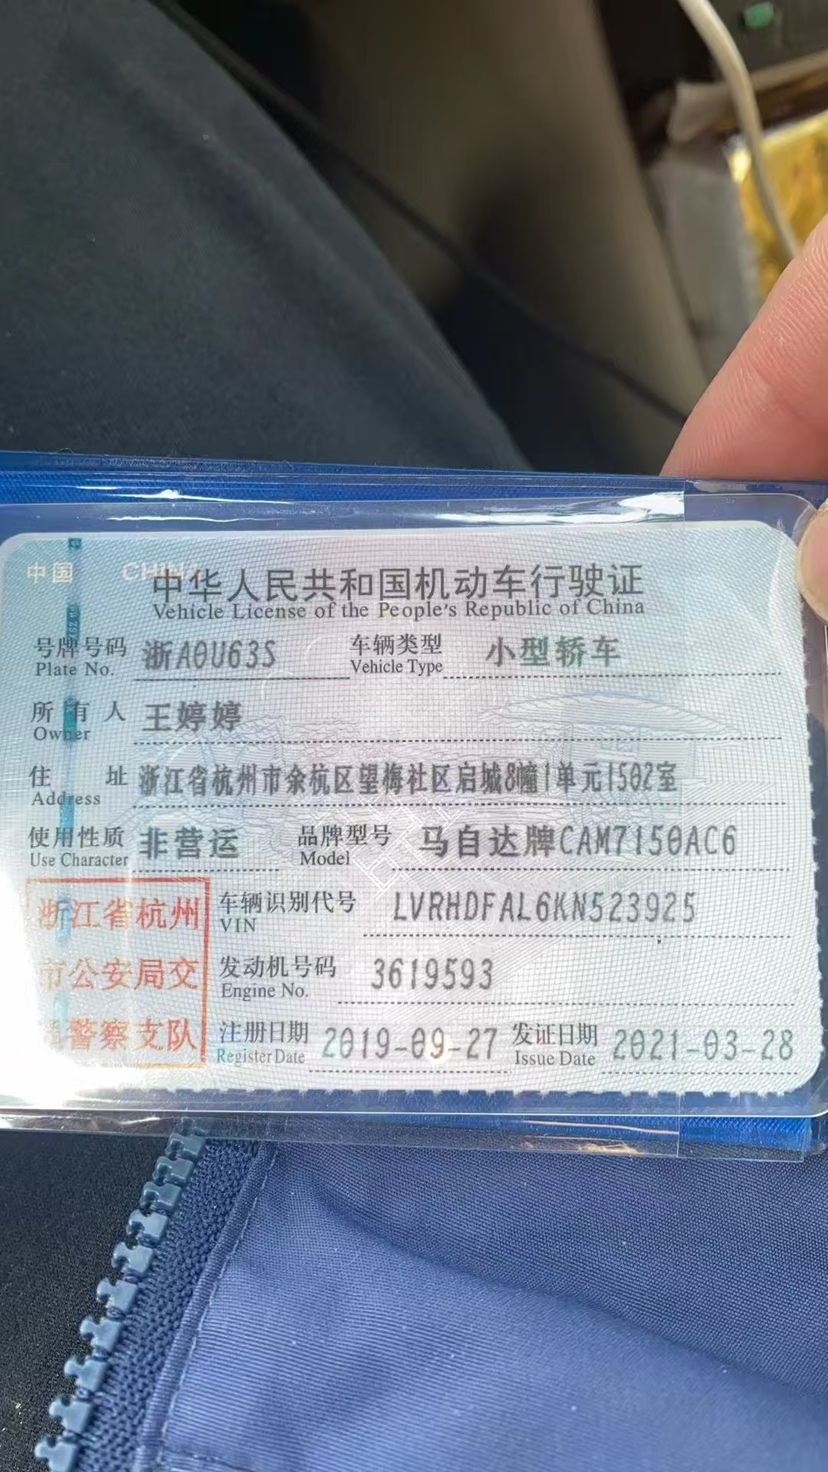 中国 CHINA
中华人民共和国机动车行驶证
Vehicle License of the People's Republic of China
号牌号码 浙A0U63S 车辆类型 小型轿车
Plate No. Vehicle Type
所有人 王婷婷
Owner
住址 浙江省杭州市余杭区望梅社区启城8幢1单元1502室
Address
使用性质 非营运 品牌型号 马自达牌CAM7150AC6
Use Character Model
浙江省杭州 车辆识别代号 LVRHDFAL6KN523925
VIN
市公安局交 发动机号码 3619593
Engine No.
警察支队 注册日期 2019-09-27 发证日期 2021-03-28
Register Date Issue Date